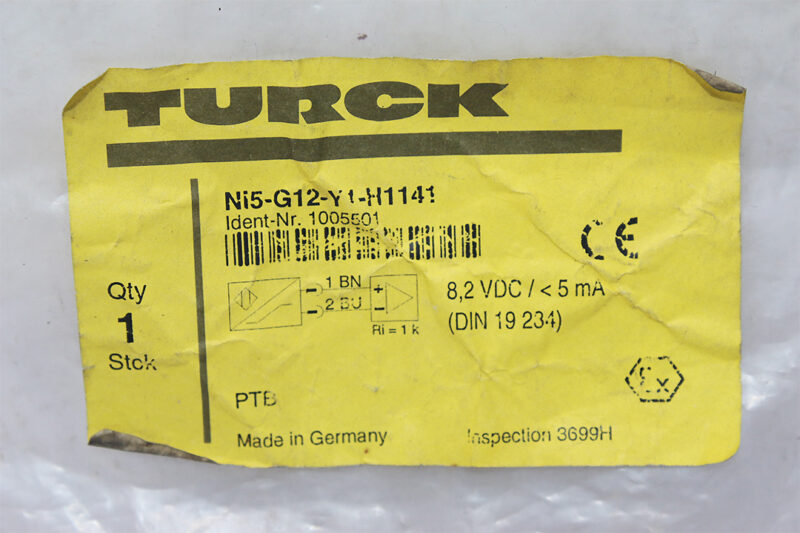 TURCK
Ni5-G12-Y1-H1141
Ident-Nr. 1005501
CE
Qty
1
Stck
1 BN
+
2 BU
-
Ri = 1 k
8,2 VDC / < 5 mA
(DIN 19 234)
Ex
PTB
Made in Germany
Inspection 3699H